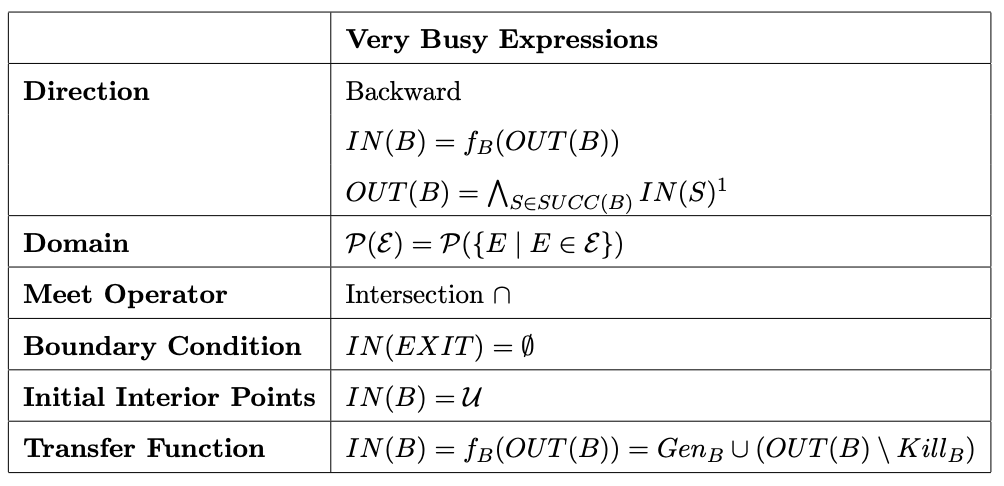 Very Busy Expressions
Direction Backward
IN(B) = f_B(OUT(B))
OUT(B) = ⋀_{S∈SUCC(B)} IN(S)¹
Domain 𝒫(ℰ) = 𝒫({E | E ∈ ℰ})
Meet Operator Intersection ∩
Boundary Condition IN(EXIT) = ∅
Initial Interior Points IN(B) = 𝒰
Transfer Function IN(B) = f_B(OUT(B)) = Gen_B ∪ (OUT(B) \ Kill_B)